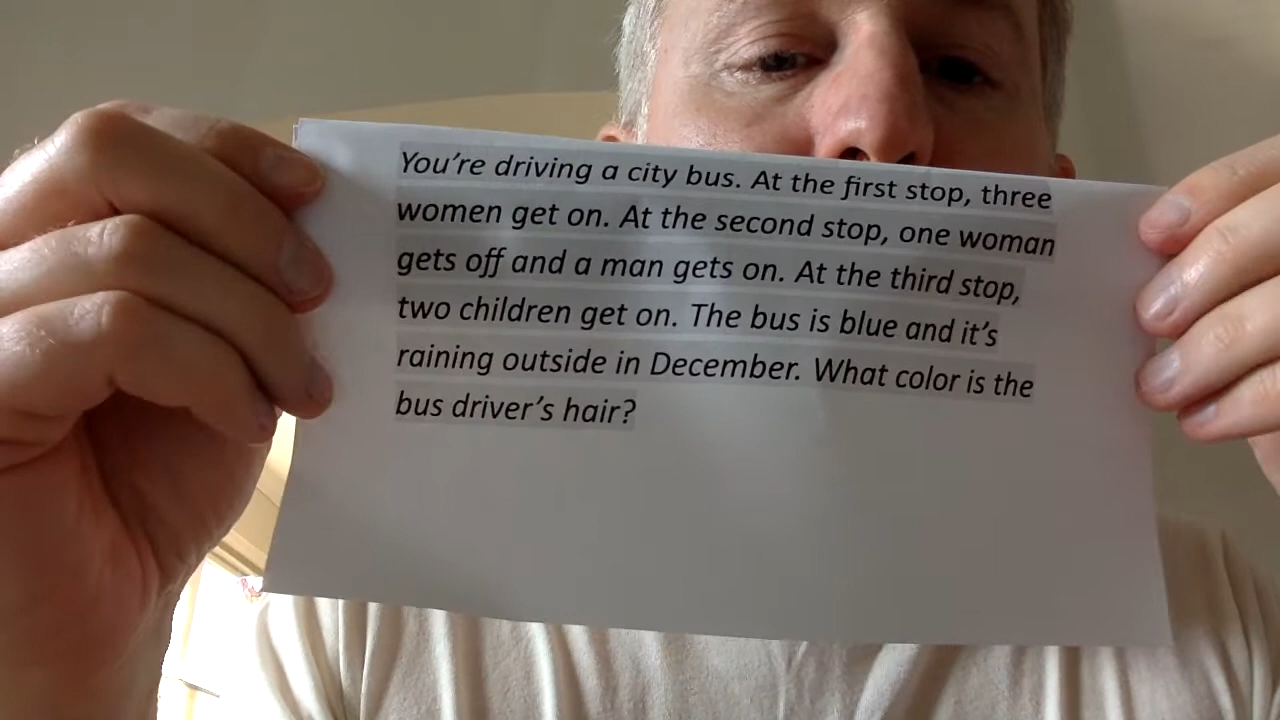 You're driving a city bus. At the first stop, three
women get on. At the second stop, one woman
gets off and a man gets on. At the third stop,
two children get on. The bus is blue and it's
raining outside in December. What color is the
bus driver's hair?